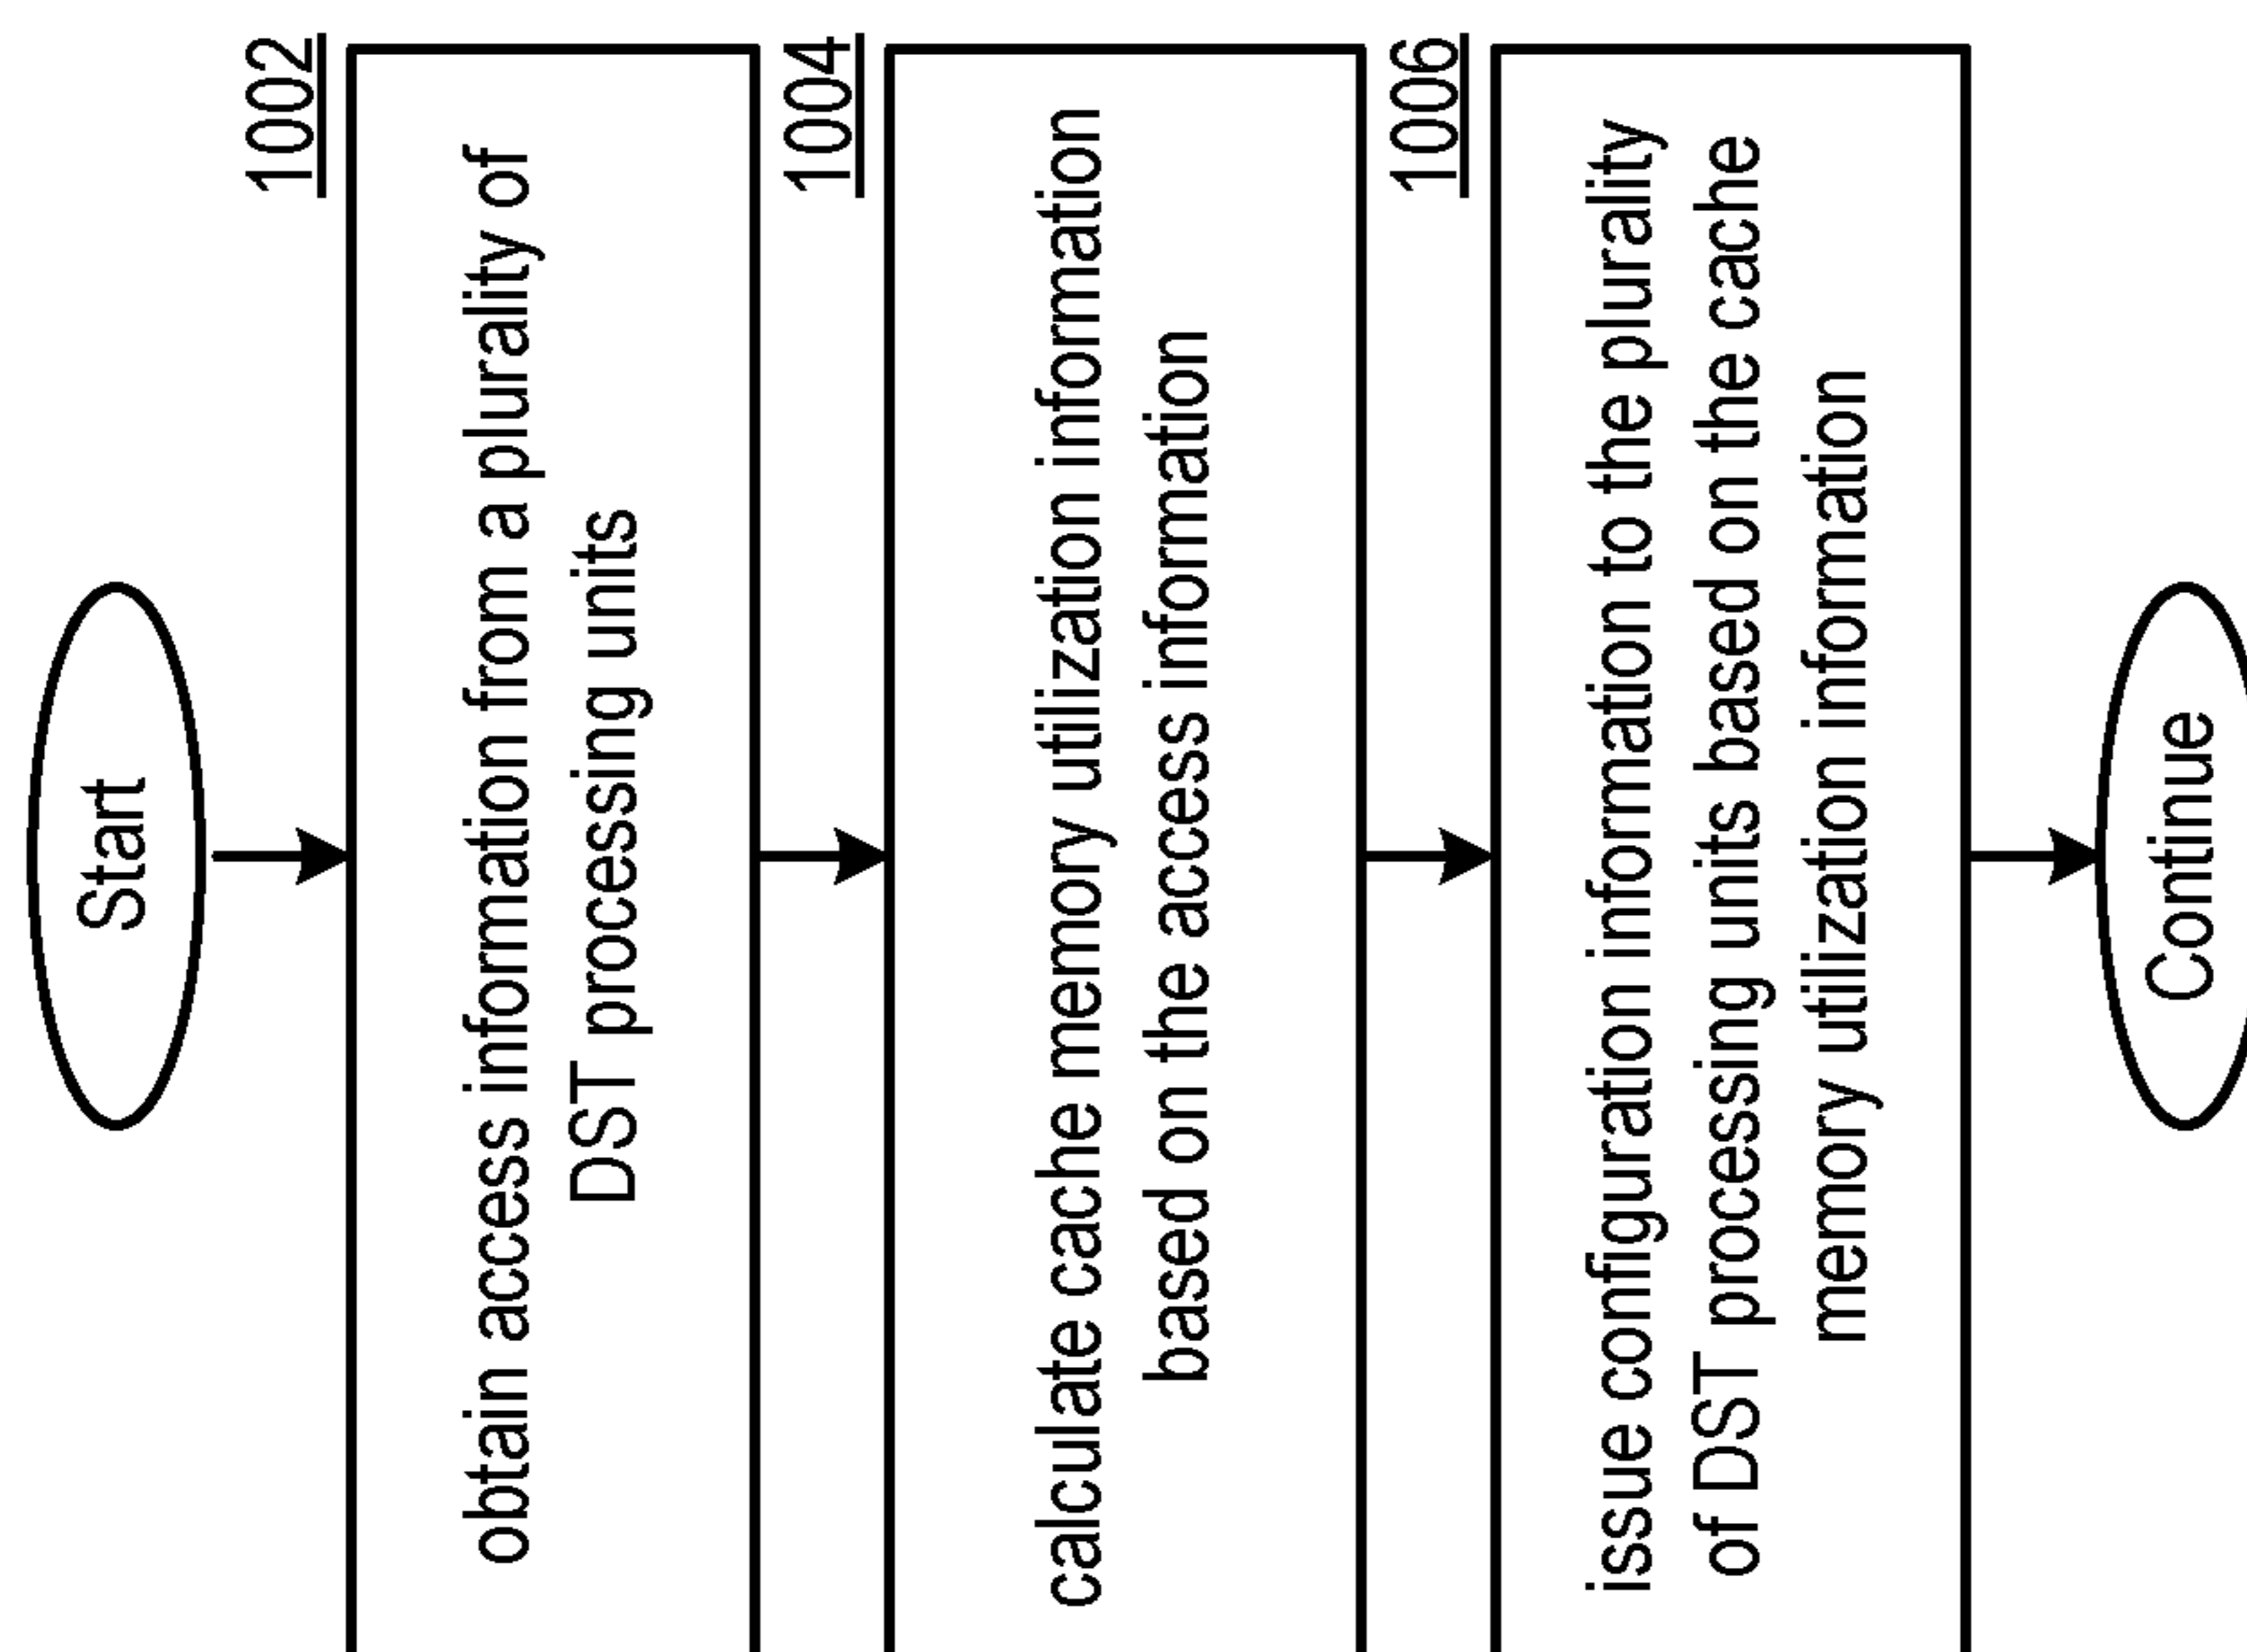 Start
1002
obtain access information from a plurality of
DST processing units
1004
calculate cache memory utilization information
based on the access information
1006
issue configuration information to the plurality
of DST processing units based on the cache
memory utilization information
Continue